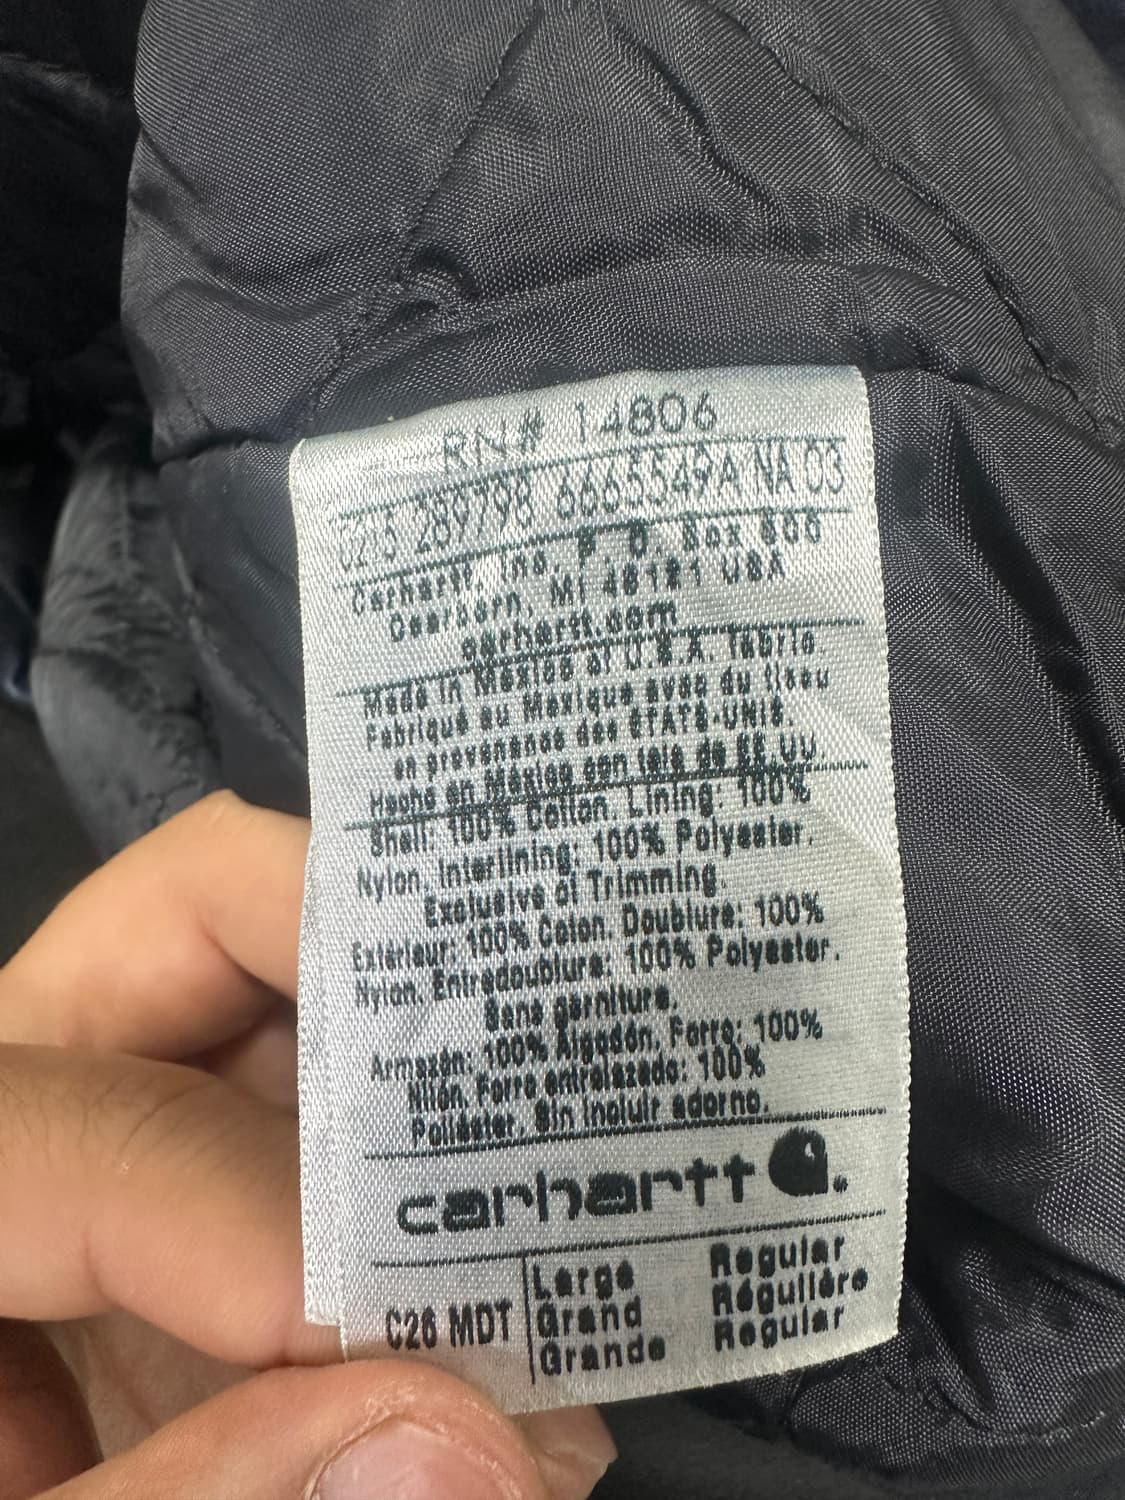 RN# 14806
0215 289798 6665549A NA 03
Carhartt, Inc. P. O. Box 600
Dearborn, MI 48121 USA
carhartt.com
Made in Mexico of U.S.A. fabric
Fabriqué au Mexique avec du tissu
en provenance des ÉTATS-UNIS.
Hecho en México con tela de EE.UU.
Shell: 100% Cotton. Lining: 100%
Nylon. Interlining: 100% Polyester.
Exclusive of Trimming.
Extérieur: 100% Coton. Doublure: 100%
Nylon. Entredoublure: 100% Polyester.
Sans garniture.
Armazón: 100% Algodón. Forro: 100%
Nilón. Forro entrelazado: 100%
Poliéster. Sin incluir adorno.
carhartt
C26 MDT
Large Regular
Grand Régulière
Grande Regular